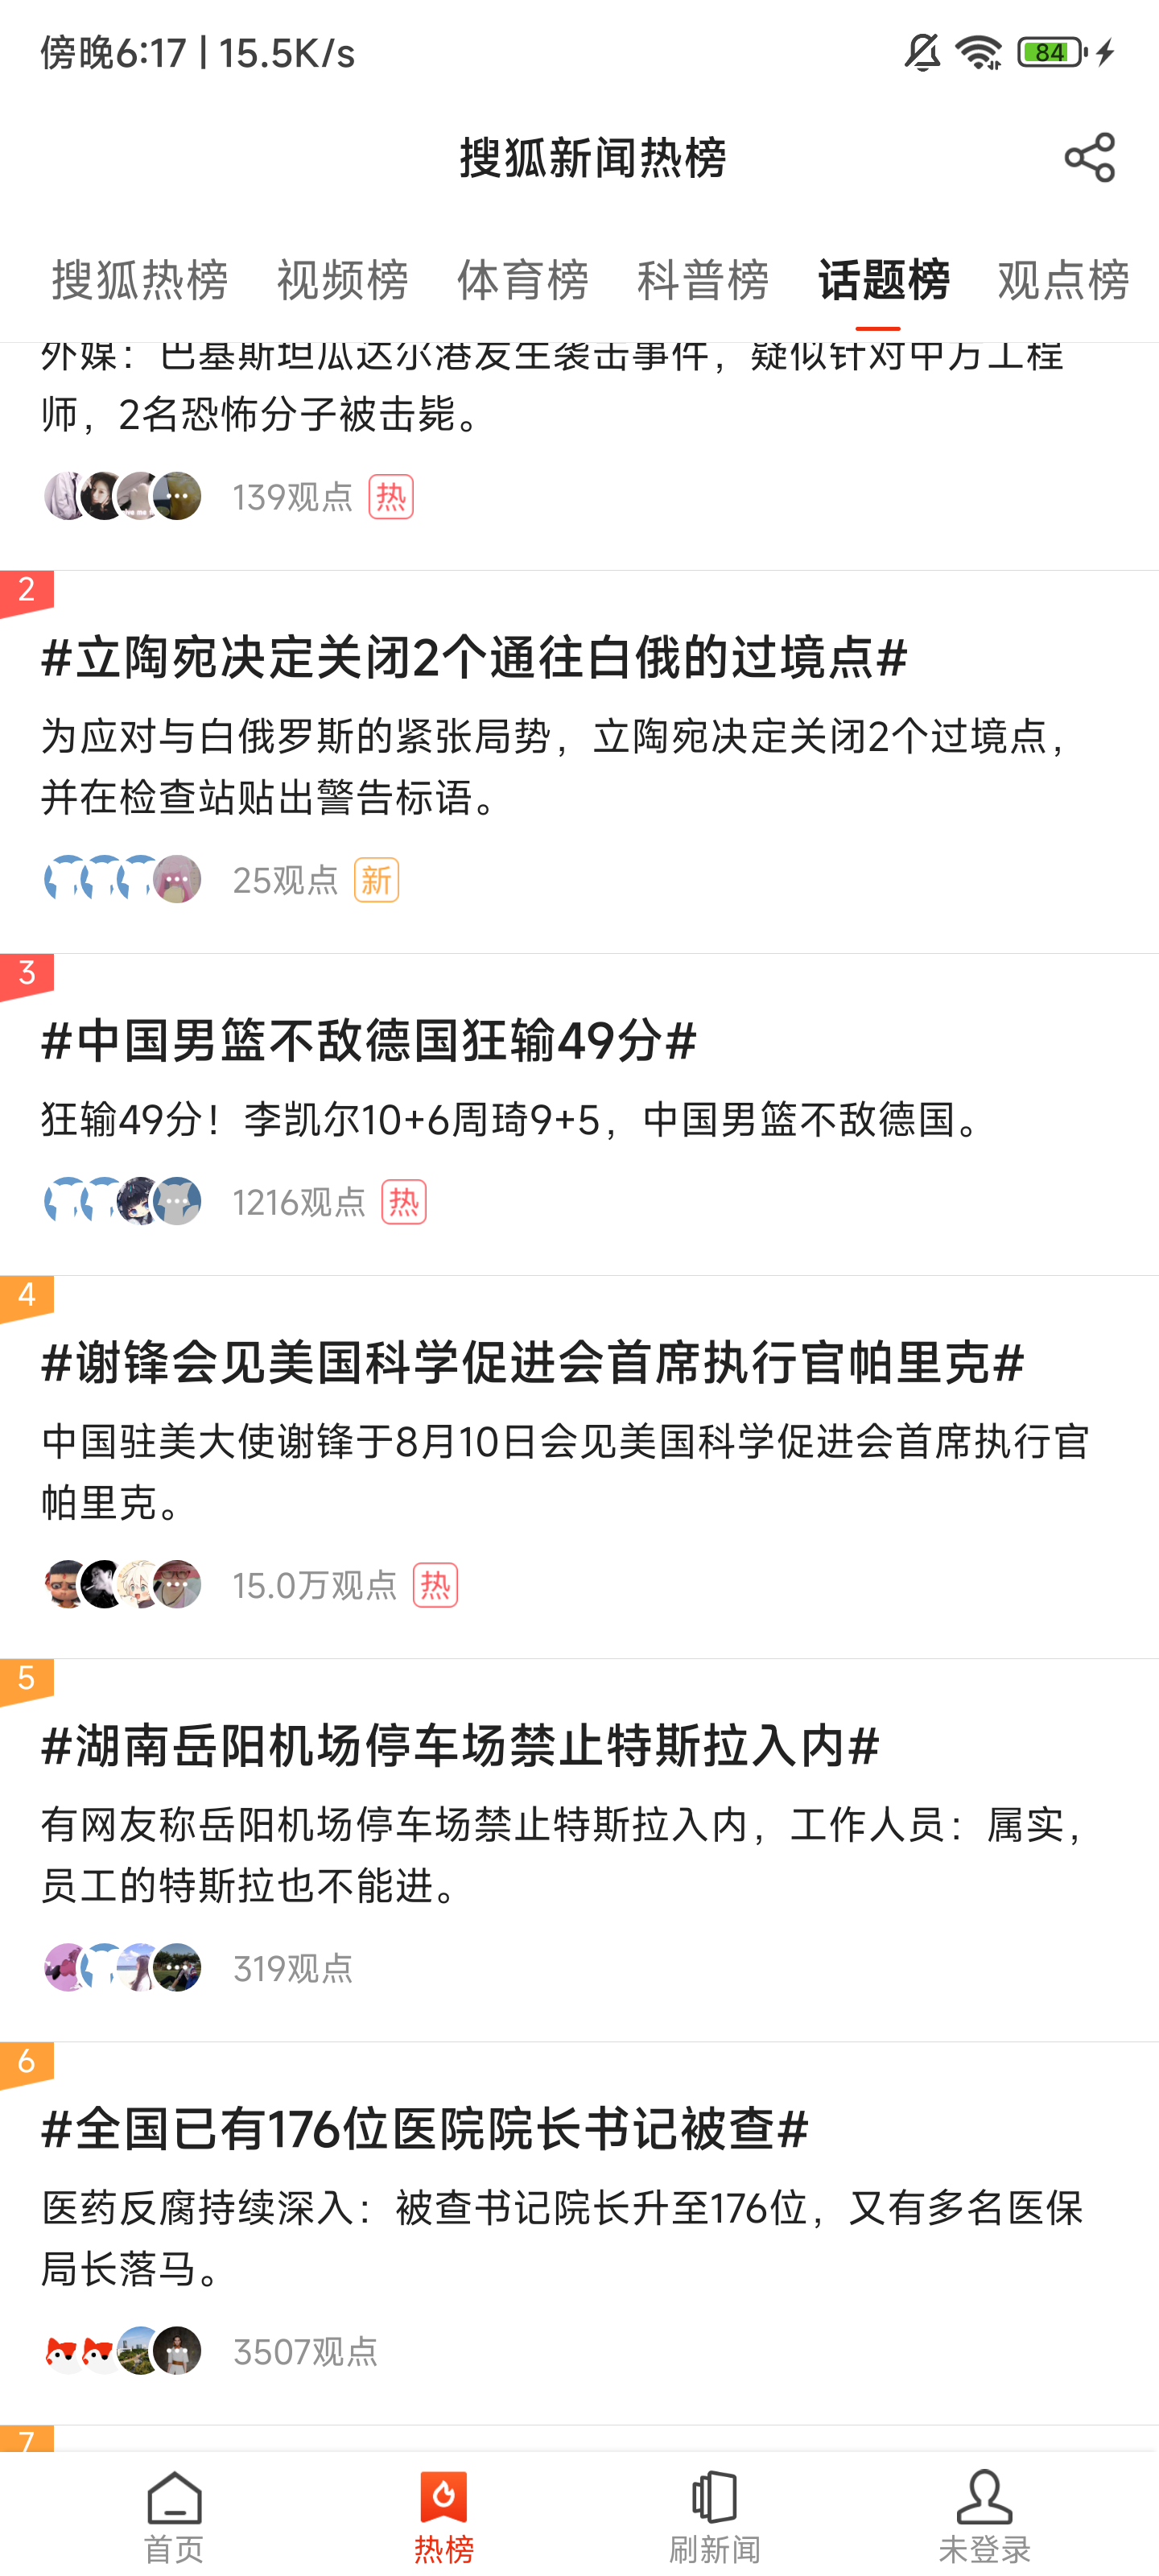 傍晚6:17 | 15.5K/s
84
搜狐新闻热榜
搜狐热榜 视频榜 体育榜 科普榜 话题榜 观点榜
外媒：巴基斯坦瓜达尔港发生袭击事件，疑似针对中方工程
师，2名恐怖分子被击毙。
139观点 热
2
#立陶宛决定关闭2个通往白俄的过境点#
为应对与白俄罗斯的紧张局势，立陶宛决定关闭2个过境点，
并在检查站贴出警告标语。
25观点 新
3
#中国男篮不敌德国狂输49分#
狂输49分！李凯尔10+6周琦9+5，中国男篮不敌德国。
1216观点 热
4
#谢锋会见美国科学促进会首席执行官帕里克#
中国驻美大使谢锋于8月10日会见美国科学促进会首席执行官
帕里克。
15.0万观点 热
5
#湖南岳阳机场停车场禁止特斯拉入内#
有网友称岳阳机场停车场禁止特斯拉入内，工作人员：属实，
员工的特斯拉也不能进。
319观点
6
#全国已有176位医院院长书记被查#
医药反腐持续深入：被查书记院长升至176位，又有多名医保
局长落马。
3507观点
7
首页 热榜 刷新闻 未登录